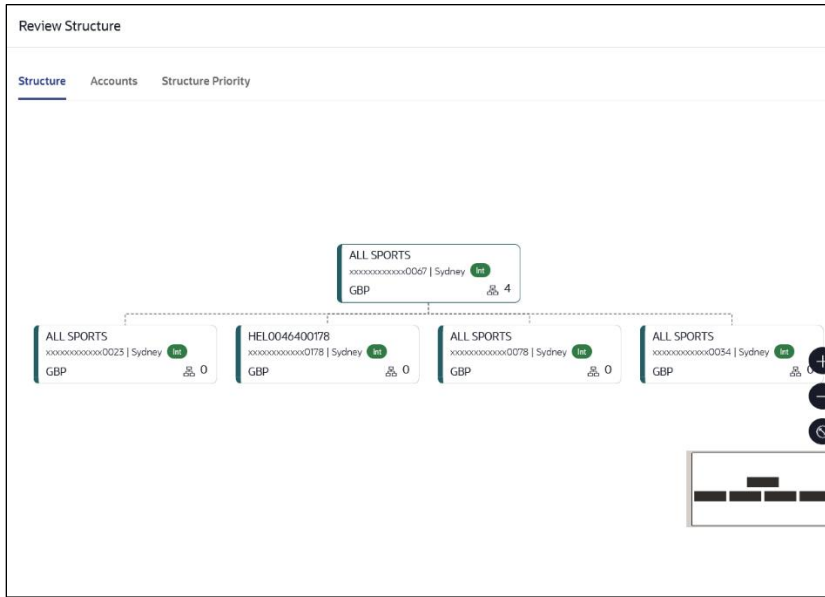 Review Structure
Structure Accounts Structure Priority
ALL SPORTS
xxxxxxxxxxxx0067 | Sydney Int
GBP 4
ALL SPORTS
xxxxxxxxxxxx0023 | Sydney Int
GBP 0
HEL0046400178
xxxxxxxxxxxx0178 | Sydney Int
GBP 0
ALL SPORTS
xxxxxxxxxxxx0078 | Sydney Int
GBP 0
ALL SPORTS
xxxxxxxxxxxx0034 | Sydney Int
GBP 0